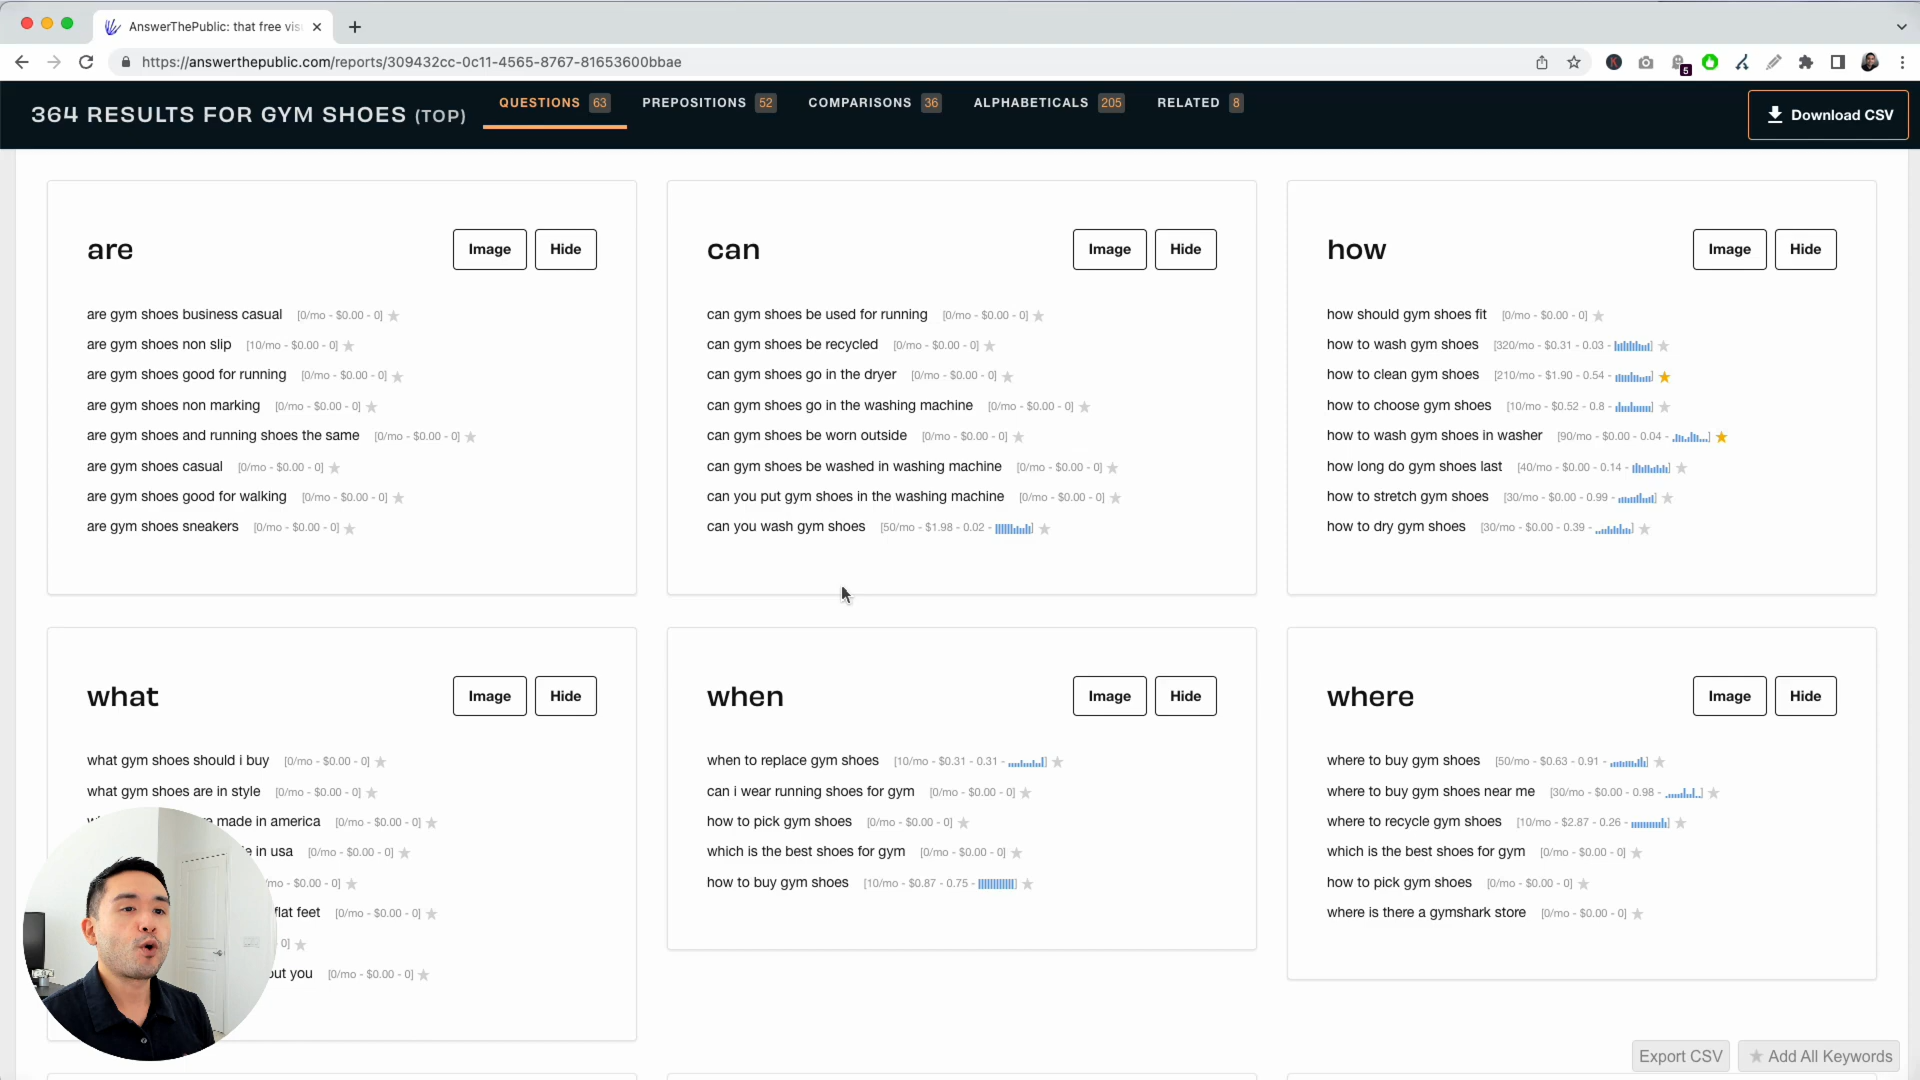 AnswerThePublic: that free vis
https://answerthepublic.com/reports/309432cc-0c11-4565-8767-81653600bbae
5
364 RESULTS FOR GYM SHOES (TOP)
QUESTIONS 63
PREPOSITIONS 52
COMPARISONS 36
ALPHABETICALS 205
RELATED 8
Download CSV
are
Image
Hide
are gym shoes business casual [0/mo - $0.00 - 0]
are gym shoes non slip [10/mo - $0.00 - 0]
are gym shoes good for running [0/mo - $0.00 - 0]
are gym shoes non marking [0/mo - $0.00 - 0]
are gym shoes and running shoes the same [0/mo - $0.00 - 0]
are gym shoes casual [0/mo - $0.00 - 0]
are gym shoes good for walking [0/mo - $0.00 - 0]
are gym shoes sneakers [0/mo - $0.00 - 0]
can
Image
Hide
can gym shoes be used for running [0/mo - $0.00 - 0]
can gym shoes be recycled [0/mo - $0.00 - 0]
can gym shoes go in the dryer [0/mo - $0.00 - 0]
can gym shoes go in the washing machine [0/mo - $0.00 - 0]
can gym shoes be worn outside [0/mo - $0.00 - 0]
can gym shoes be washed in washing machine [0/mo - $0.00 - 0]
can you put gym shoes in the washing machine [0/mo - $0.00 - 0]
can you wash gym shoes [50/mo - $1.98 - 0.02 - ]
how
Image
Hide
how should gym shoes fit [0/mo - $0.00 - 0]
how to wash gym shoes [320/mo - $0.31 - 0.03 - ]
how to clean gym shoes [210/mo - $1.90 - 0.54 - ]
how to choose gym shoes [10/mo - $0.52 - 0.8 - ]
how to wash gym shoes in washer [90/mo - $0.00 - 0.04 - ]
how long do gym shoes last [40/mo - $0.00 - 0.14 - ]
how to stretch gym shoes [30/mo - $0.00 - 0.99 - ]
how to dry gym shoes [30/mo - $0.00 - 0.39 - ]
what
Image
Hide
what gym shoes should i buy [0/mo - $0.00 - 0]
what gym shoes are in style [0/mo - $0.00 - 0]
made in america [0/mo - $0.00 - 0]
in usa [0/mo - $0.00 - 0]
/mo - $0.00 - 0]
flat feet [0/mo - $0.00 - 0]
0]
you [0/mo - $0.00 - 0]
when
Image
Hide
when to replace gym shoes [10/mo - $0.31 - 0.31 - ]
can i wear running shoes for gym [0/mo - $0.00 - 0]
how to pick gym shoes [0/mo - $0.00 - 0]
which is the best shoes for gym [0/mo - $0.00 - 0]
how to buy gym shoes [10/mo - $0.87 - 0.75 - ]
where
Image
Hide
where to buy gym shoes [50/mo - $0.63 - 0.91 - ]
where to buy gym shoes near me [30/mo - $0.00 - 0.98 - ]
where to recycle gym shoes [10/mo - $2.87 - 0.26 - ]
which is the best shoes for gym [0/mo - $0.00 - 0]
how to pick gym shoes [0/mo - $0.00 - 0]
where is there a gymshark store [0/mo - $0.00 - 0]
Export CSV
Add All Keywords